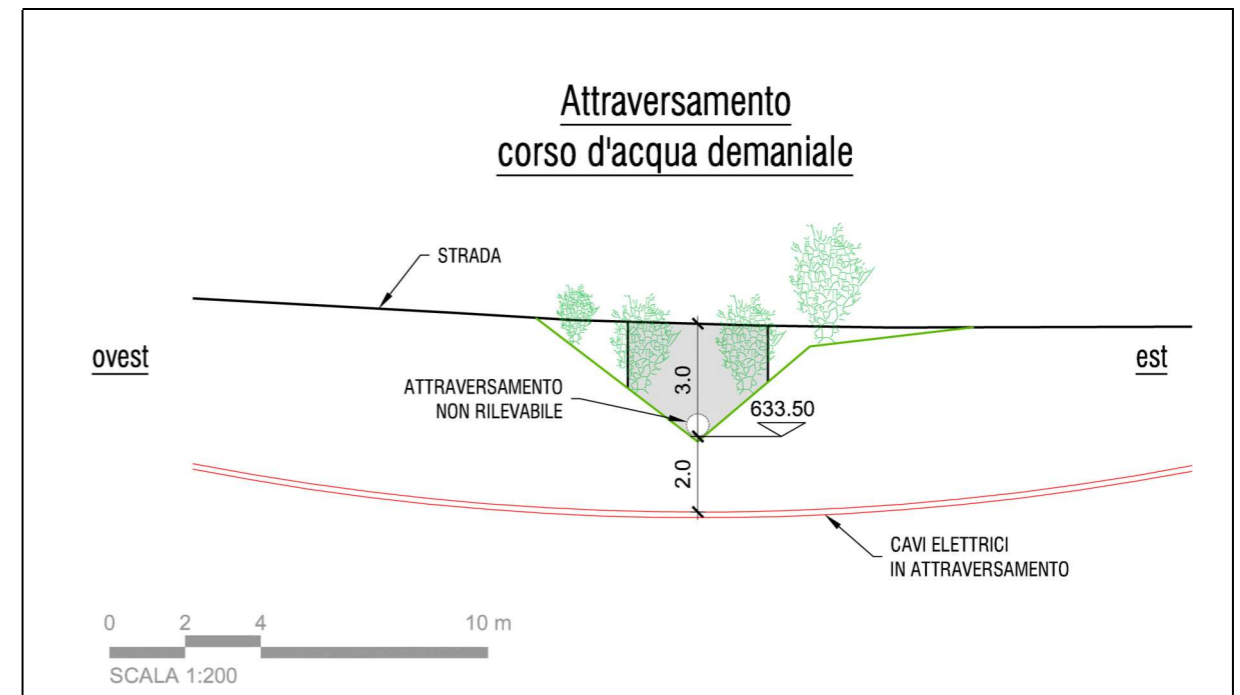 Attraversamento
corso d'acqua demaniale
STRADA
ovest
est
ATTRAVERSAMENTO
NON RILEVABILE
3.0
633.50
2.0
CAVI ELETTRICI
IN ATTRAVERSAMENTO
0 2 4 10 m
SCALA 1:200